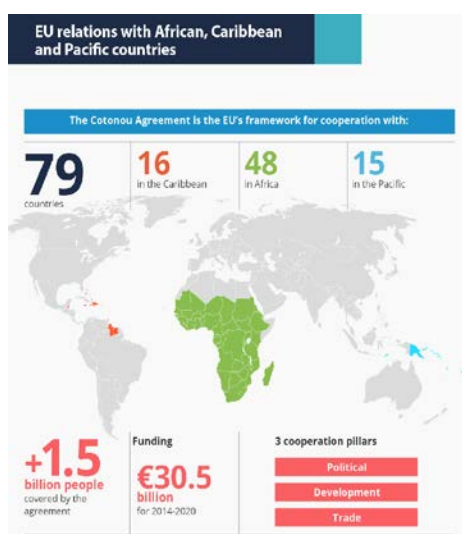 EU relations with African, Caribbean
and Pacific countries
The Cotonou Agreement is the EU's framework for cooperation with:
79
countries
16
in the Caribbean
48
in Africa
15
in the Pacific
+1.5
billion people
covered by the
agreement
Funding
€30.5
billion
for 2014-2020
3 cooperation pillars
Political
Development
Trade